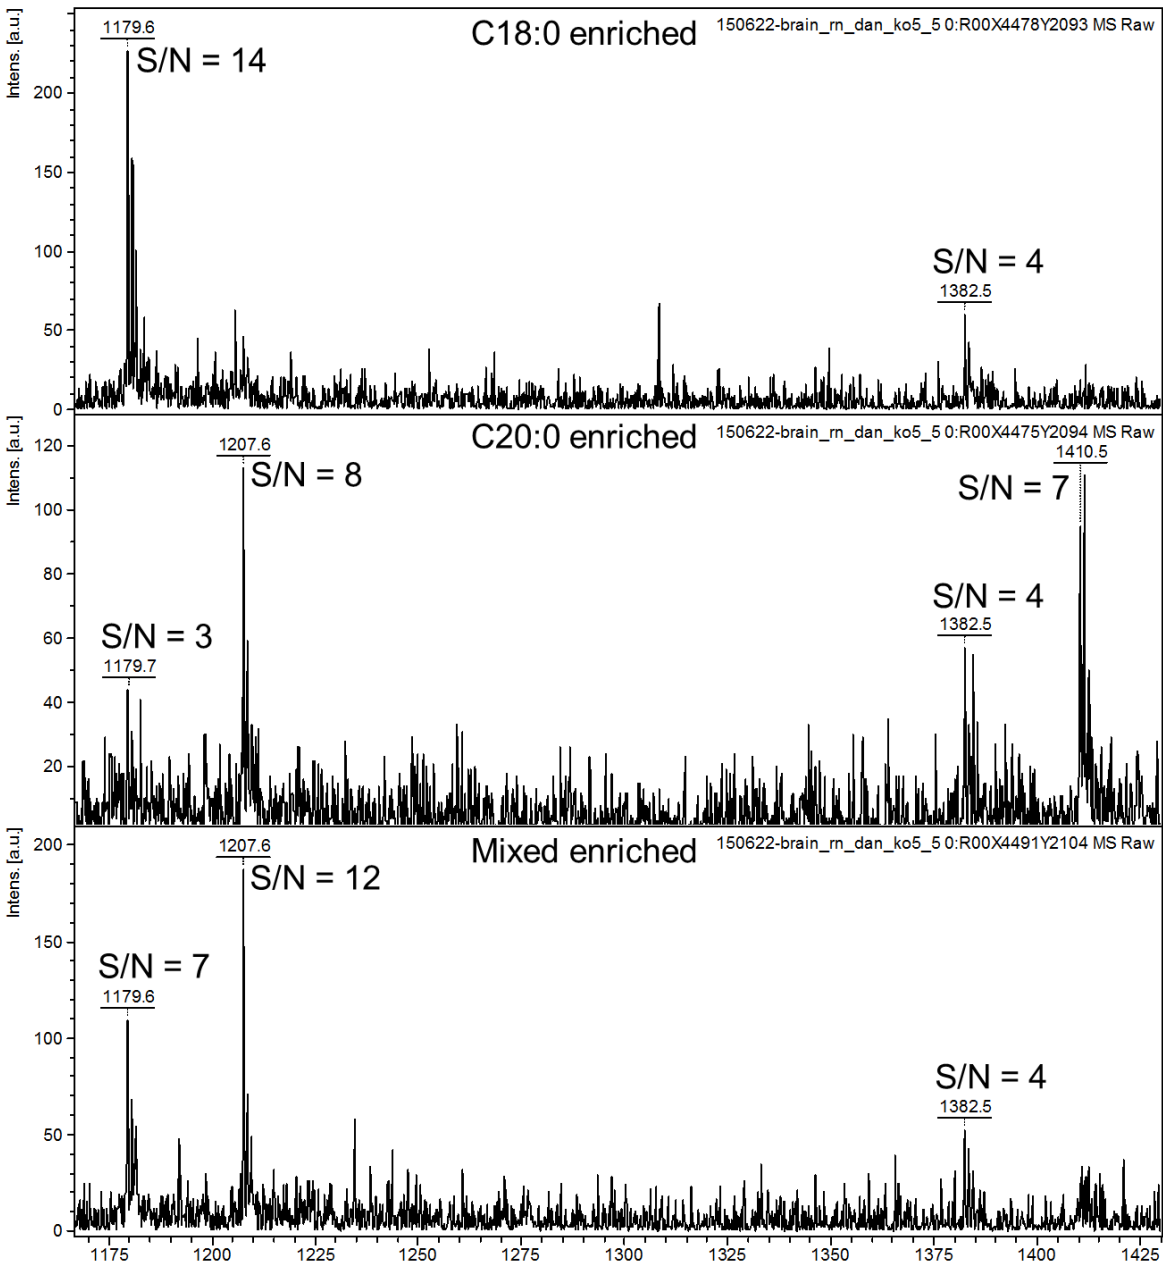 1179.6
C18:0 enriched
150622-brain_rn_dan_ko5_5 0:R00X4478Y2093 MS Raw
Intens. [a.u.]
S/N = 14
200
150
100
50
0
S/N = 4
1382.5
C20:0 enriched
150622-brain_rn_dan_ko5_5 0:R00X4475Y2094 MS Raw
Intens. [a.u.]
1207.6
1410.5
S/N = 8
S/N = 7
120
100
80
60
40
20
S/N = 4
1382.5
S/N = 3
1179.7
Mixed enriched
150622-brain_rn_dan_ko5_5 0:R00X4491Y2104 MS Raw
Intens. [a.u.]
1207.6
S/N = 12
200
150
100
50
0
S/N = 7
1179.6
S/N = 4
1382.5
1175 1200 1225 1250 1275 1300 1325 1350 1375 1400 1425